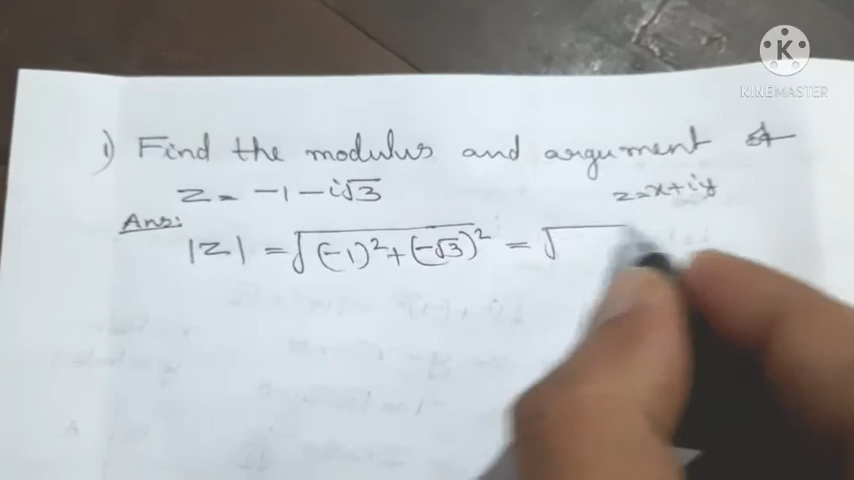 K
KINEMASTER
1) Find the modulus and argument of
z = -1 - i√3
z=x+iy
Ans:
|z| = √(-1)² + (-√3)² = √